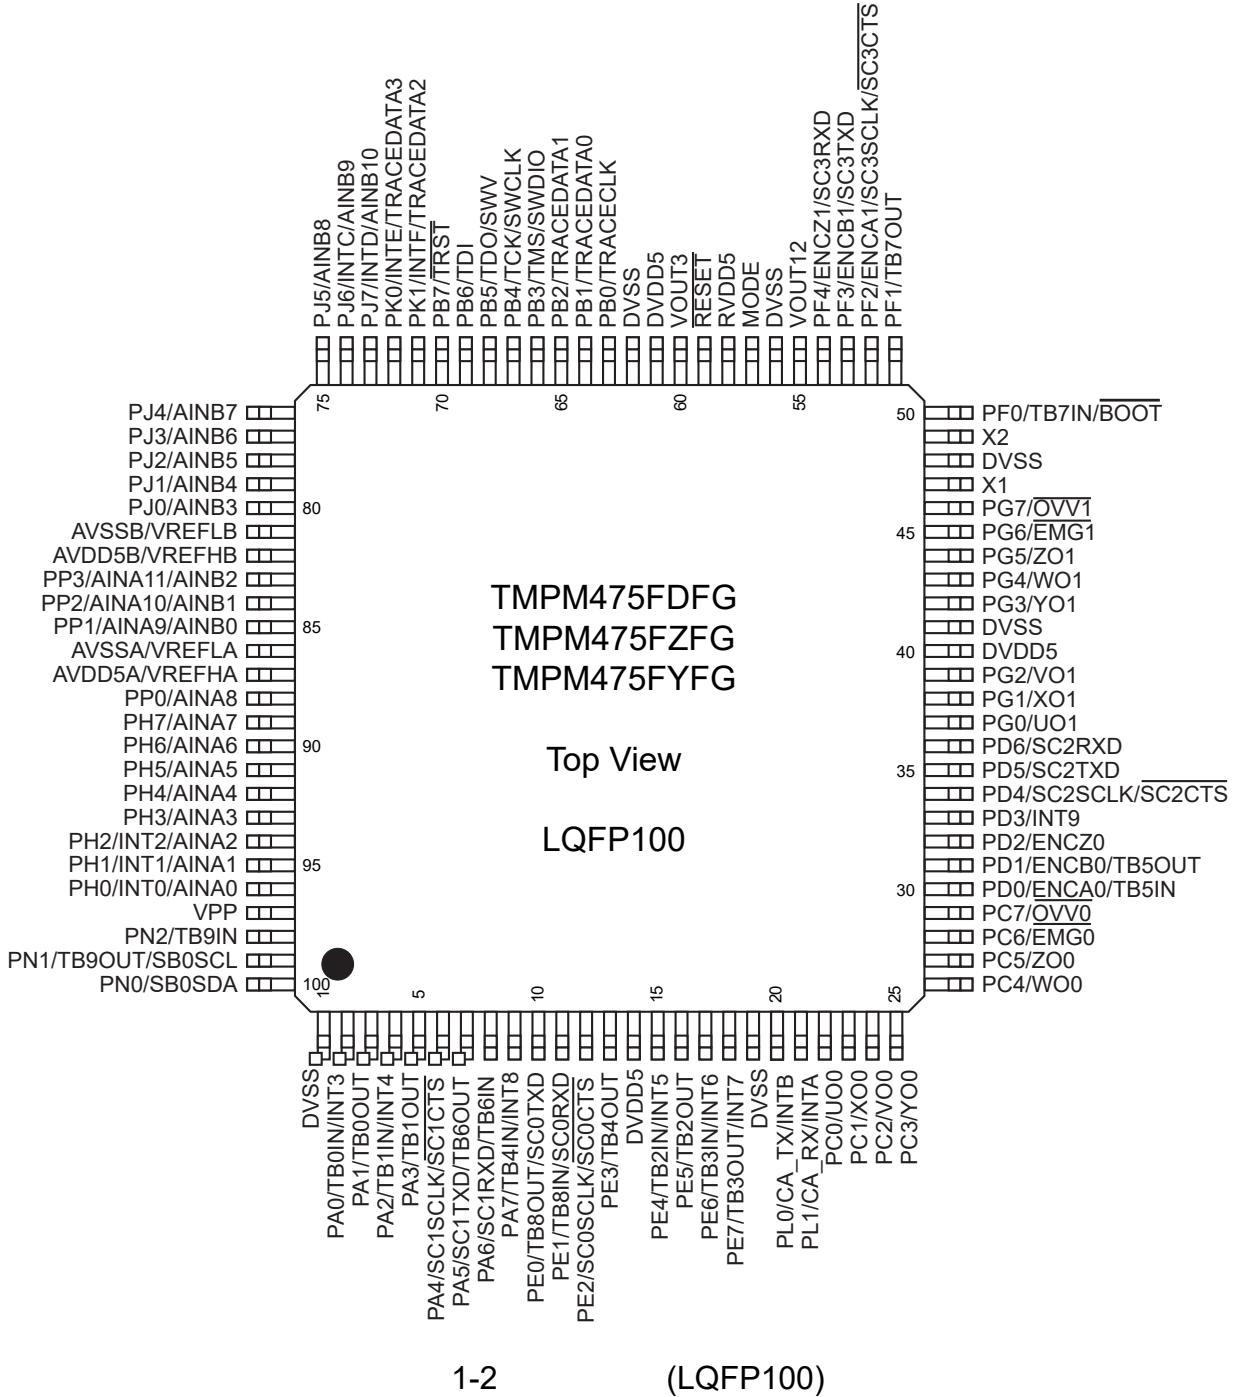 PJ5/AINB8
PJ6/INTC/AINB9
PJ7/INTD/AINB10
PK0/INTE/TRACEDATA3
PK1/INTF/TRACEDATA2
PB7/TRST
PB6/TDI
PB5/TDO/SWV
PB4/TCK/SWCLK
PB3/TMS/SWDIO
PB2/TRACEDATA1
PB1/TRACEDATA0
PB0/TRACECLK
DVSS
DVDD5
VOUT3
RESET
RVDD5
MODE
DVSS
VOUT12
PF4/ENCZ1/SC3RXD
PF3/ENCB1/SC3TXD
PF2/ENCA1/SC3SCLK/SC3CTS
PF1/TB7OUT
75
70
65
60
55
PJ4/AINB7
PJ3/AINB6
PJ2/AINB5
PJ1/AINB4
PJ0/AINB3
AVSSB/VREFLB
AVDD5B/VREFHB
PP3/AINA11/AINB2
PP2/AINA10/AINB1
PP1/AINA9/AINB0
AVSSA/VREFLA
AVDD5A/VREFHA
PP0/AINA8
PH7/AINA7
PH6/AINA6
PH5/AINA5
PH4/AINA4
PH3/AINA3
PH2/INT2/AINA2
PH1/INT1/AINA1
PH0/INT0/AINA0
VPP
PN2/TB9IN
PN1/TB9OUT/SB0SCL
PN0/SB0SDA
80
85
90
95
100
TMPM475FDFG
TMPM475FZFG
TMPM475FYFG
Top View
LQFP100
50
45
40
35
30
PF0/TB7IN/BOOT
X2
DVSS
X1
PG7/OVV1
PG6/EMG1
PG5/ZO1
PG4/WO1
PG3/YO1
DVSS
DVDD5
PG2/VO1
PG1/XO1
PG0/UO1
PD6/SC2RXD
PD5/SC2TXD
PD4/SC2SCLK/SC2CTS
PD3/INT9
PD2/ENCZ0
PD1/ENCB0/TB5OUT
PD0/ENCA0/TB5IN
PC7/OVV0
PC6/EMG0
PC5/ZO0
PC4/WO0
1
5
10
15
20
25
DVSS
PA0/TB0IN/INT3
PA1/TB0OUT
PA2/TB1IN/INT4
PA3/TB1OUT
PA4/SC1SCLK/SC1CTS
PA5/SC1TXD/TB6OUT
PA6/SC1RXD/TB6IN
PA7/TB4IN/INT8
PE0/TB8OUT/SC0TXD
PE1/TB8IN/SC0RXD
PE2/SC0SCLK/SC0CTS
PE3/TB4OUT
DVDD5
PE4/TB2IN/INT5
PE5/TB2OUT
PE6/TB3IN/INT6
PE7/TB3OUT/INT7
DVSS
PL0/CA_TX/INTB
PL1/CA_RX/INTA
PC0/UO0
PC1/XO0
PC2/VO0
PC3/YO0
1-2 (LQFP100)